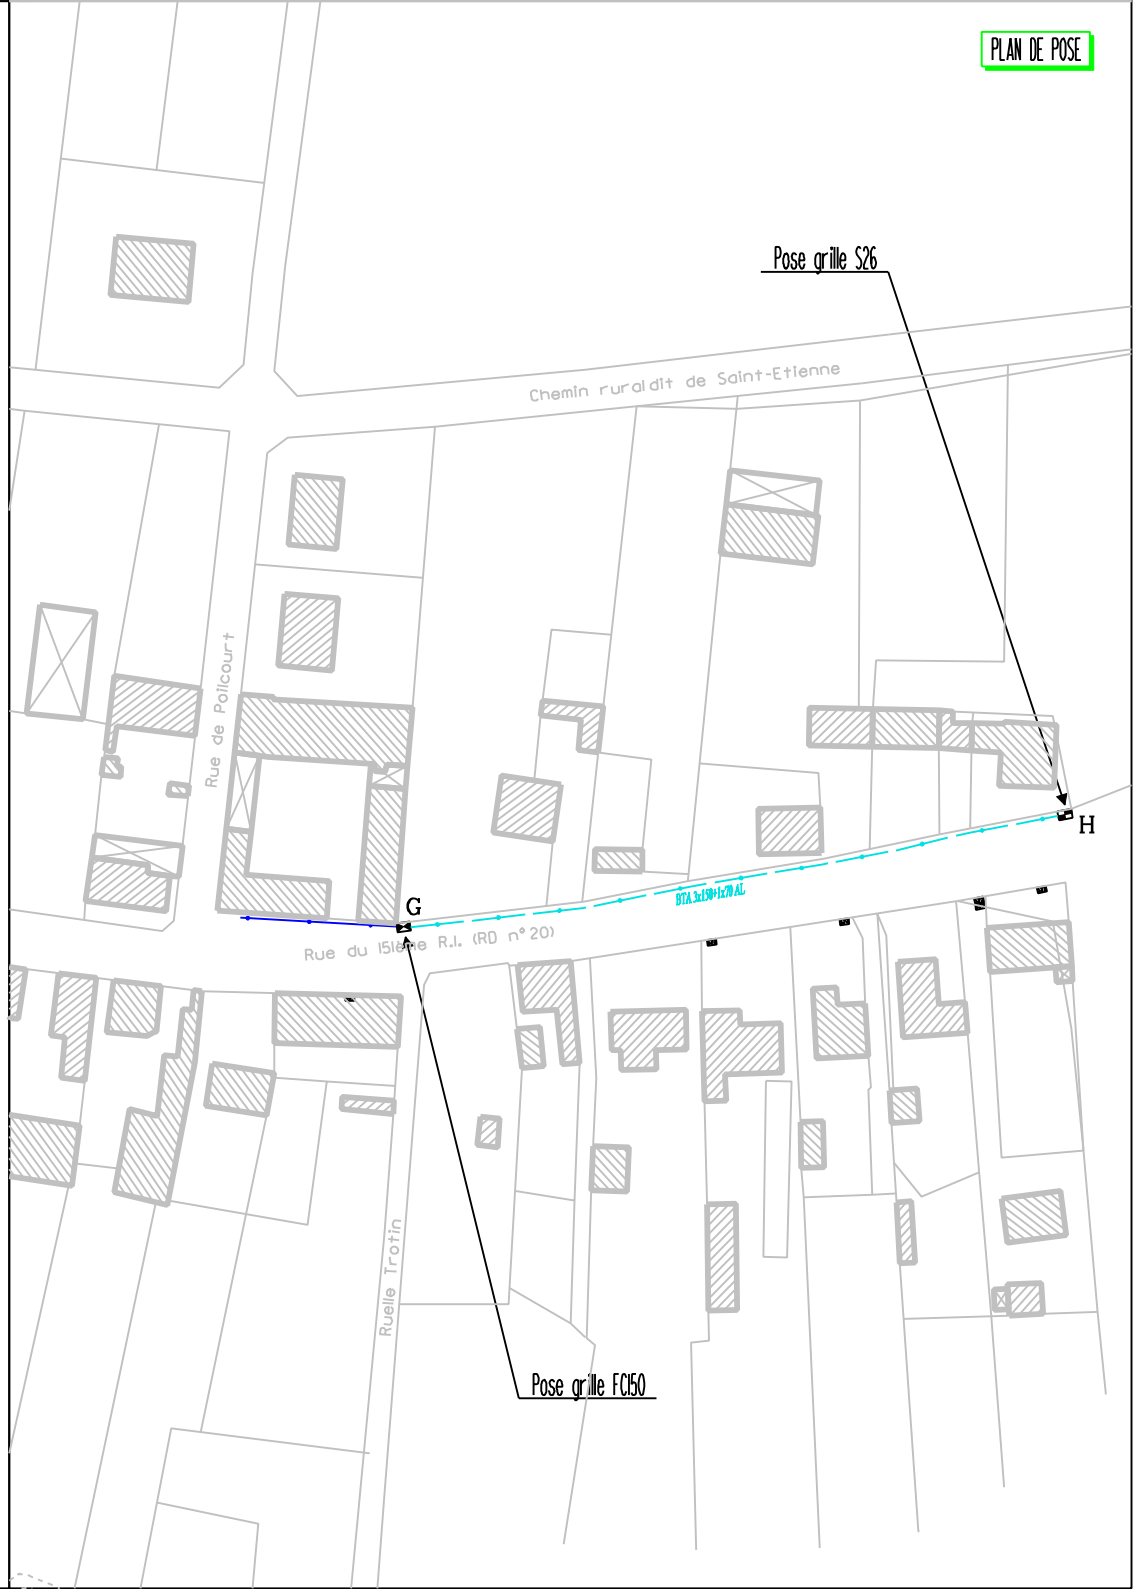 PLAN DE POSE
Pose grille S26
Chemin rural dit de Saint-Etienne
Rue de Poilcourt
H
BTA 3x150+1x70 AL
G
Rue du 151ème R.I. (RD n°20)
Ruelle Trotin
Pose grille FC150